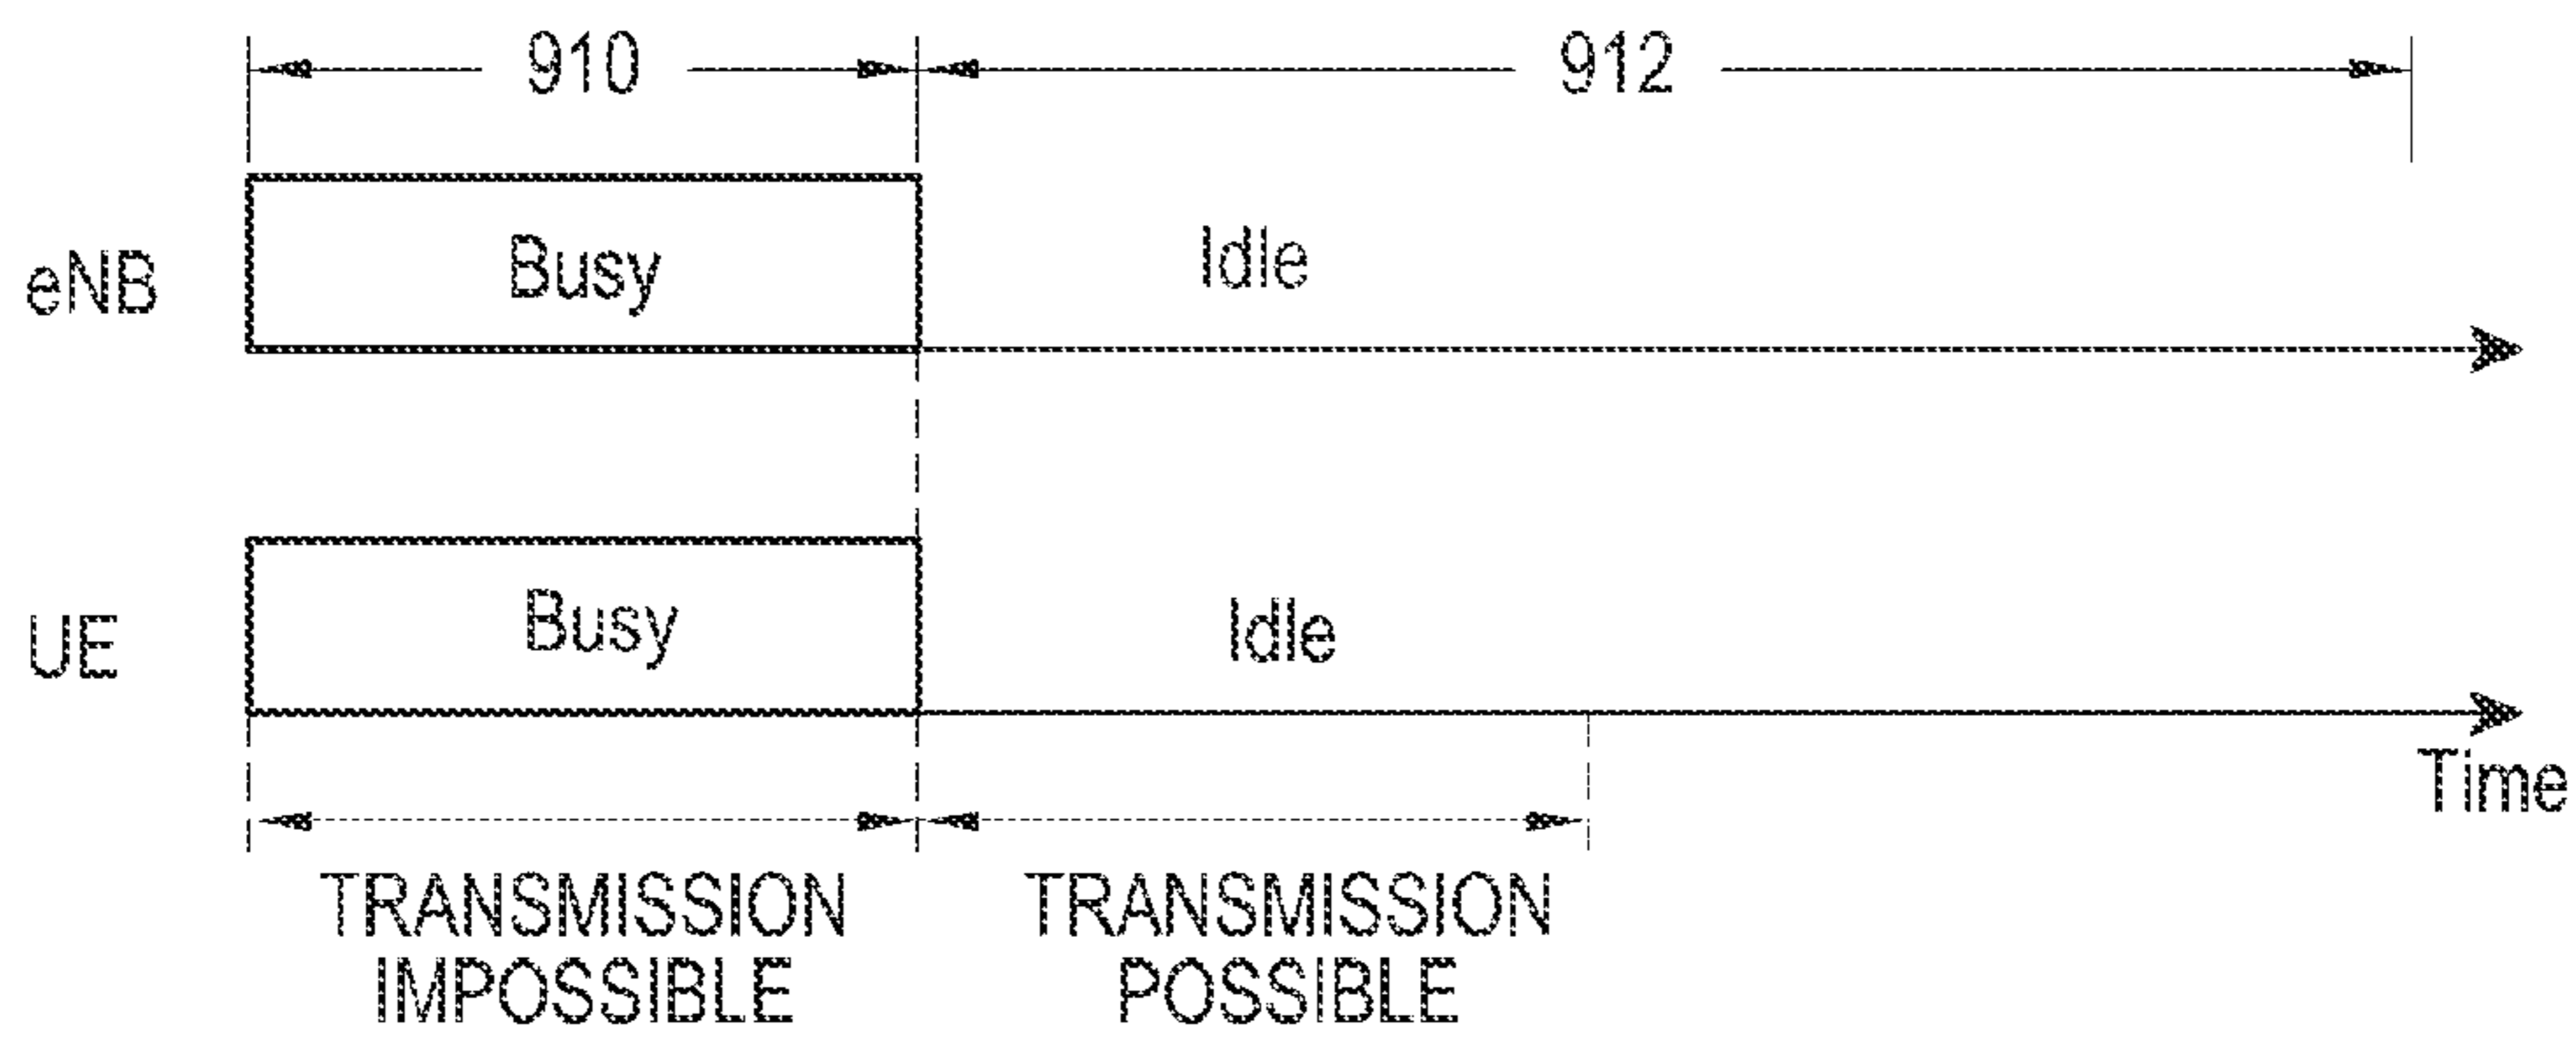 910
912
eNB
Busy
Idle
UE
Busy
Idle
Time
TRANSMISSION
IMPOSSIBLE
TRANSMISSION
POSSIBLE